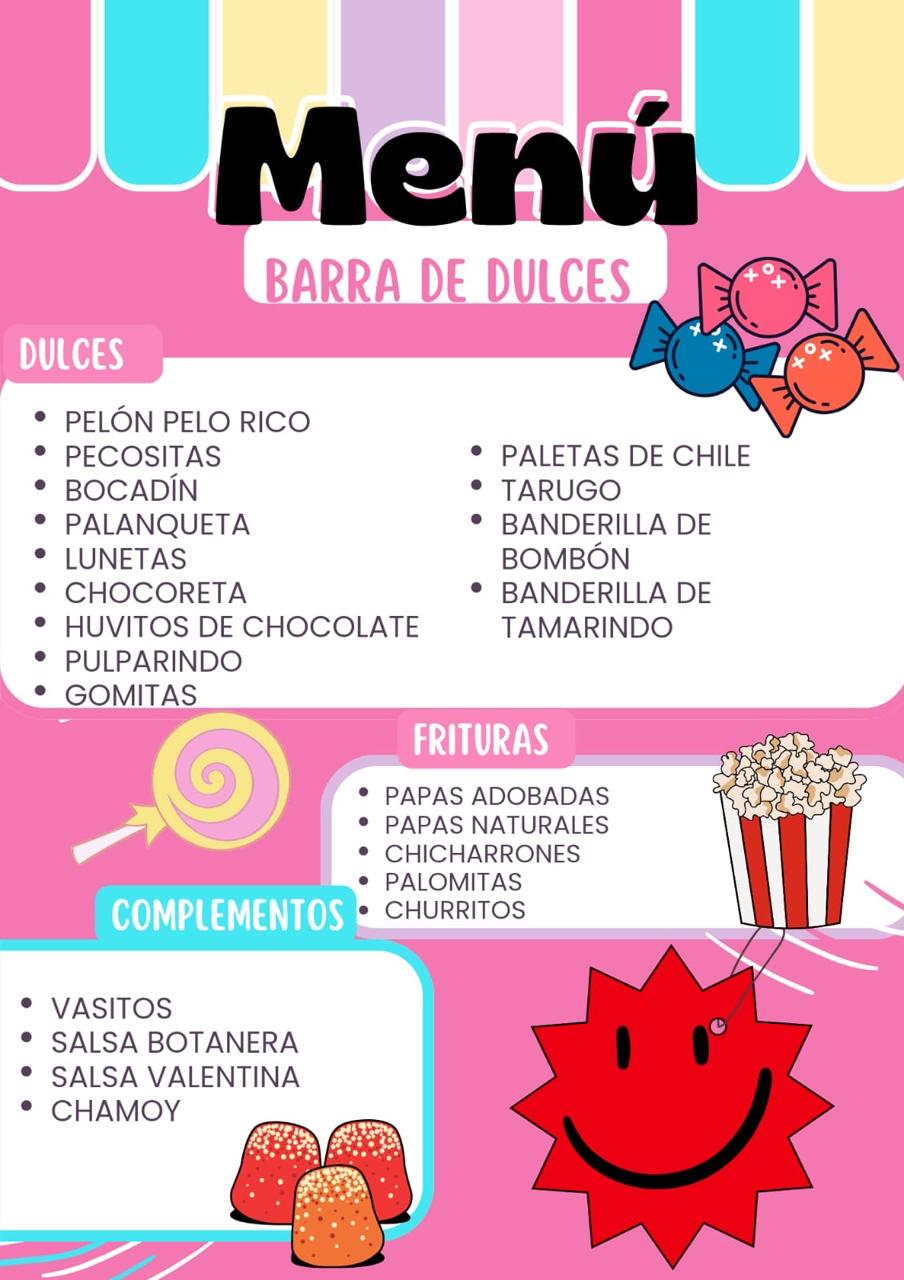 Menú
BARRA DE DULCES
DULCES
• PELÓN PELO RICO
• PECOSITAS
• BOCADÍN
• PALANQUETA
• LUNETAS
• CHOCORETA
• HUVITOS DE CHOCOLATE
• PULPARINDO
• GOMITAS
• PALETAS DE CHILE
• TARUGO
• BANDERILLA DE
BOMBÓN
• BANDERILLA DE
TAMARINDO
FRITURAS
• PAPAS ADOBADAS
• PAPAS NATURALES
• CHICHARRONES
• PALOMITAS
• CHURRITOS
COMPLEMENTOS
• VASITOS
• SALSA BOTANERA
• SALSA VALENTINA
• CHAMOY